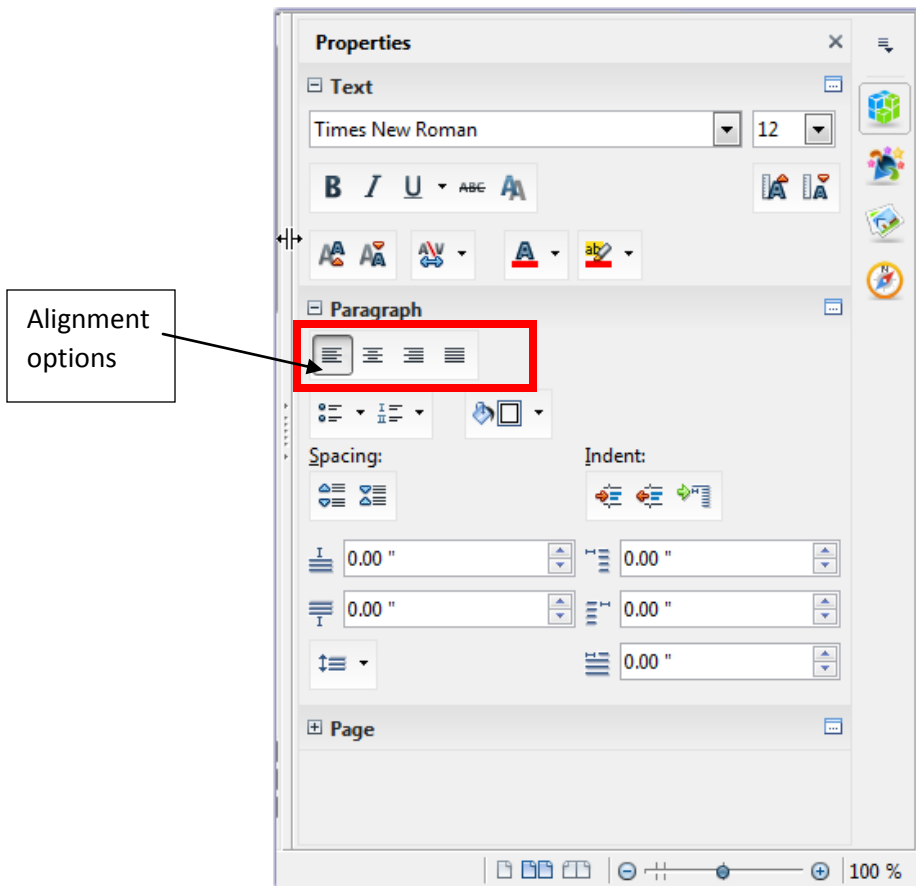 Properties
Text
Times New Roman 12
B I U ABC A
Alignment options
Paragraph
Spacing: Indent:
0.00 " 0.00 "
0.00 " 0.00 "
0.00 "
Page
100 %